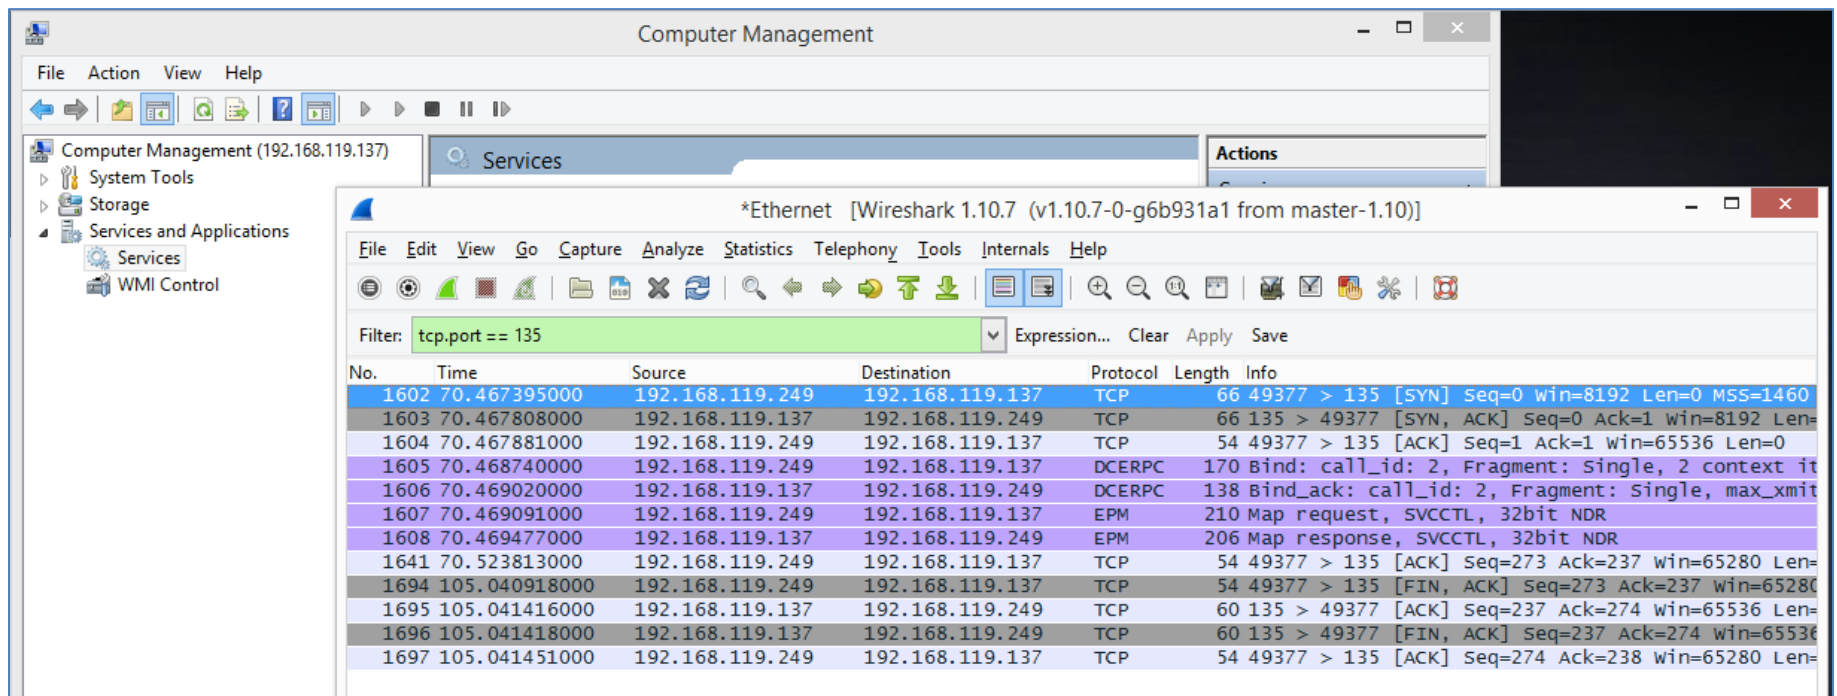 Computer Management
File Action View Help
Computer Management (192.168.119.137)
System Tools
Storage
Services and Applications
Services
WMI Control
Services
Actions
*Ethernet [Wireshark 1.10.7 (v1.10.7-0-g6b931a1 from master-1.10)]
File Edit View Go Capture Analyze Statistics Telephony Tools Internals Help
Filter: tcp.port == 135 Expression... Clear Apply Save
No. Time Source Destination Protocol Length Info
1602 70.467395000 192.168.119.249 192.168.119.137 TCP 66 49377 > 135 [SYN] Seq=0 Win=8192 Len=0 MSS=1460
1603 70.467808000 192.168.119.137 192.168.119.249 TCP 66 135 > 49377 [SYN, ACK] Seq=0 Ack=1 Win=8192 Len=
1604 70.467881000 192.168.119.249 192.168.119.137 TCP 54 49377 > 135 [ACK] Seq=1 Ack=1 Win=65536 Len=0
1605 70.468740000 192.168.119.249 192.168.119.137 DCERPC 170 Bind: call_id: 2, Fragment: Single, 2 context it
1606 70.469020000 192.168.119.137 192.168.119.249 DCERPC 138 Bind_ack: call_id: 2, Fragment: Single, max_xmit
1607 70.469091000 192.168.119.249 192.168.119.137 EPM 210 Map request, SVCCTL, 32bit NDR
1608 70.469477000 192.168.119.137 192.168.119.249 EPM 206 Map response, SVCCTL, 32bit NDR
1641 70.523813000 192.168.119.249 192.168.119.137 TCP 54 49377 > 135 [ACK] Seq=273 Ack=237 Win=65280 Len=
1694 105.040918000 192.168.119.249 192.168.119.137 TCP 54 49377 > 135 [FIN, ACK] Seq=273 Ack=237 Win=65280
1695 105.041416000 192.168.119.137 192.168.119.249 TCP 60 135 > 49377 [ACK] Seq=237 Ack=274 Win=65536 Len=
1696 105.041418000 192.168.119.137 192.168.119.249 TCP 60 135 > 49377 [FIN, ACK] Seq=237 Ack=274 Win=65536
1697 105.041451000 192.168.119.249 192.168.119.137 TCP 54 49377 > 135 [ACK] Seq=274 Ack=238 Win=65280 Len=